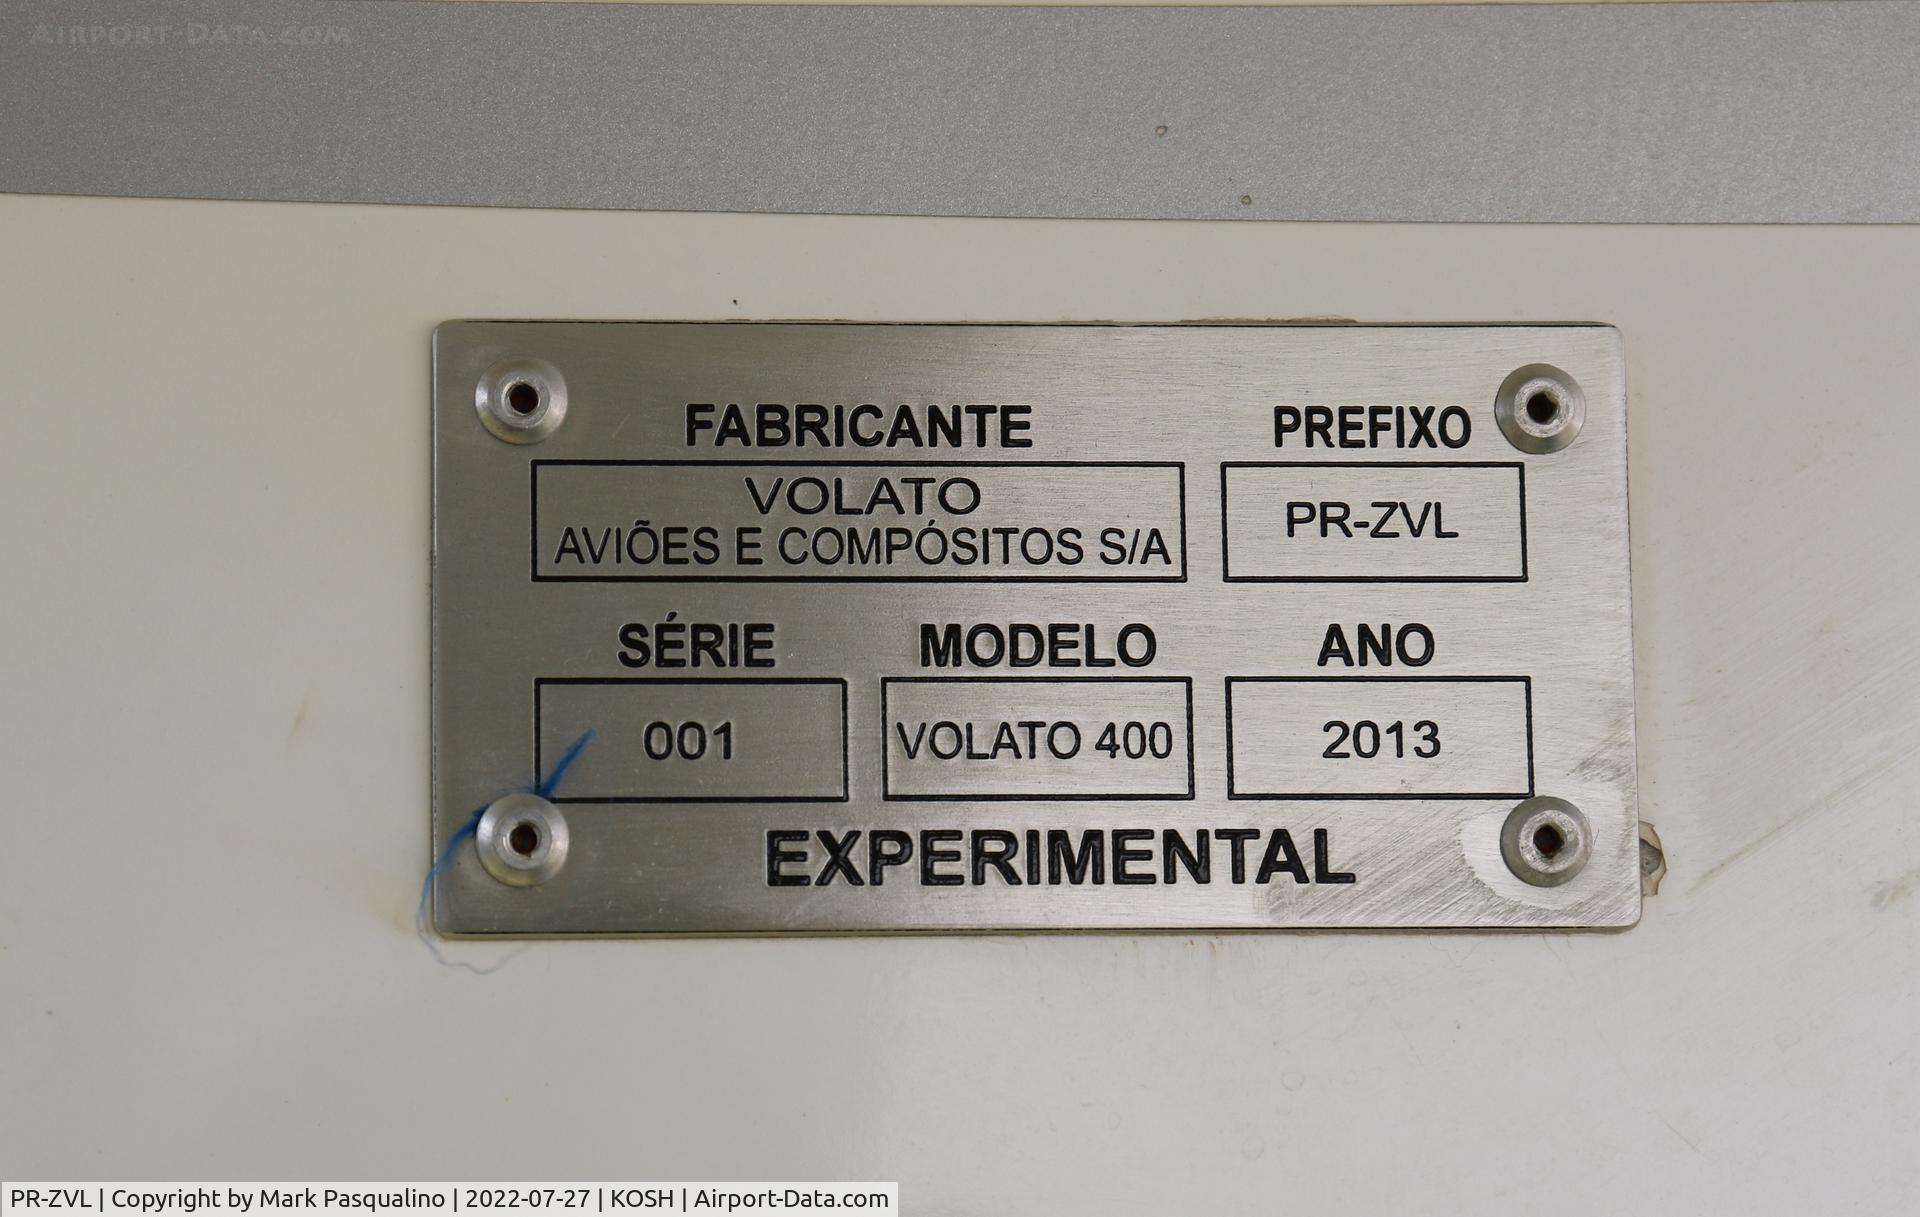 AIRPORT-DATA.COM
FABRICANTE
VOLATO
AVIÕES E COMPÓSITOS S/A
PREFIXO
PR-ZVL
SÉRIE
001
MODELO
VOLATO 400
ANO
2013
EXPERIMENTAL
PR-ZVL | Copyright by Mark Pasqualino | 2022-07-27 | KOSH | Airport-Data.com